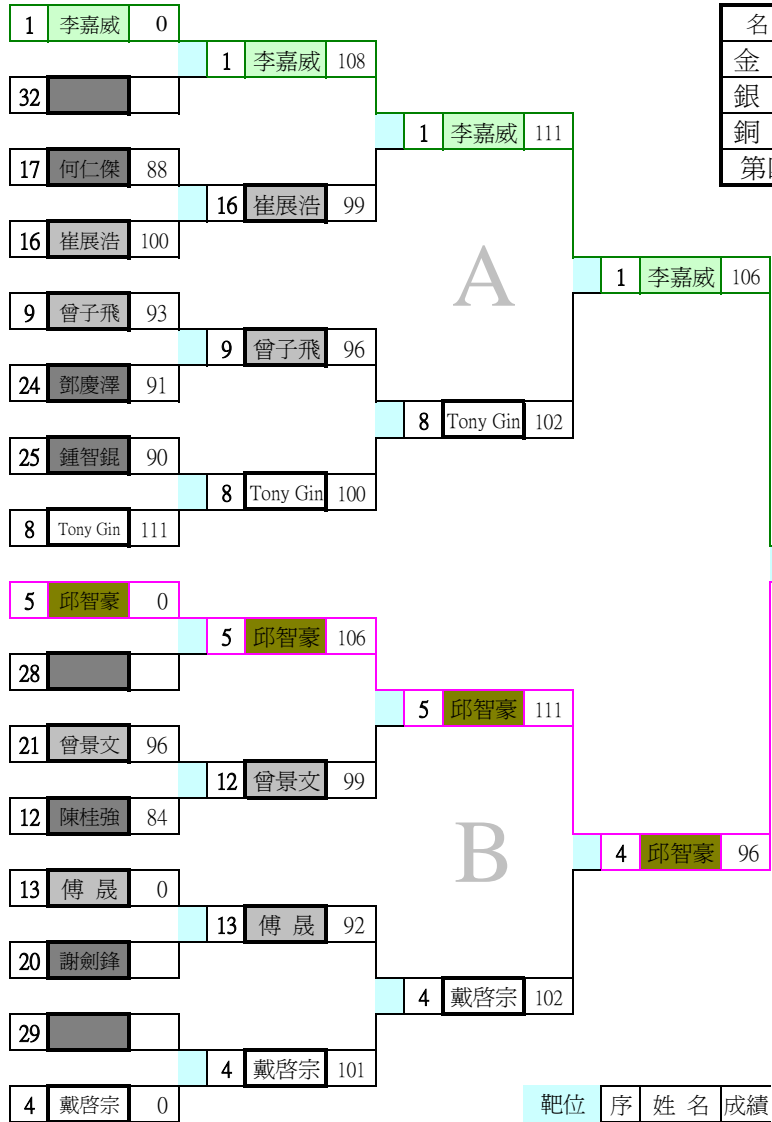 1 李嘉威 0
名
1 李嘉威 108
金
32
銀
1 李嘉威 111
銅
17 何仁傑 88
第
16 崔展浩 99
16 崔展浩 100
A
1 李嘉威 106
9 曾子飛 93
9 曾子飛 96
24 鄧慶澤 91
8 Tony Gin 102
25 鍾智錕 90
8 Tony Gin 100
8 Tony Gin 111
5 邱智豪 0
5 邱智豪 106
28
5 邱智豪 111
21 曾景文 96
12 曾景文 99
12 陳桂強 84
B
4 邱智豪 96
13 傅 晟 0
13 傅 晟 92
20 謝劍鋒
4 戴啓宗 102
29
4 戴啓宗 101
4 戴啓宗 0
靶位 序 姓 名 成績